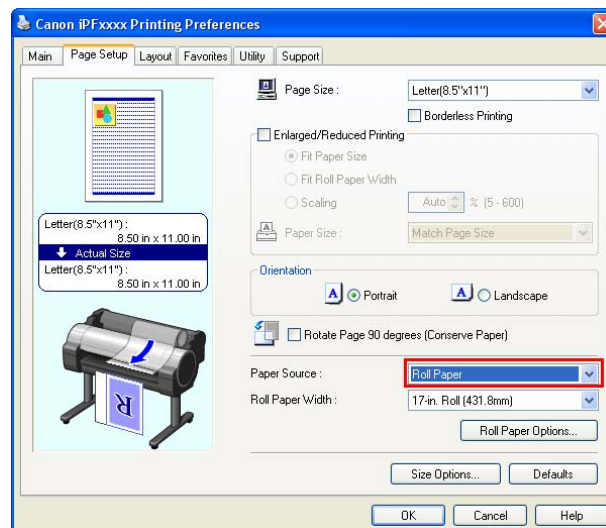 Canon iPFxxxx Printing Preferences
Main Page Setup Layout Favorites Utility Support
Page Size : Letter(8.5"x11")
Borderless Printing
Enlarged/Reduced Printing
Fit Paper Size
Fit Roll Paper Width
Scaling Auto % (5 - 600)
Paper Size : Match Page Size
Letter(8.5"x11") :
8.50 in x 11.00 in
Actual Size
Letter(8.5"x11") :
8.50 in x 11.00 in
Orientation
A Portrait A Landscape
Rotate Page 90 degrees (Conserve Paper)
R
Paper Source : Roll Paper
Roll Paper Width : 17-in. Roll (431.8mm)
Roll Paper Options...
Size Options... Defaults
OK Cancel Help